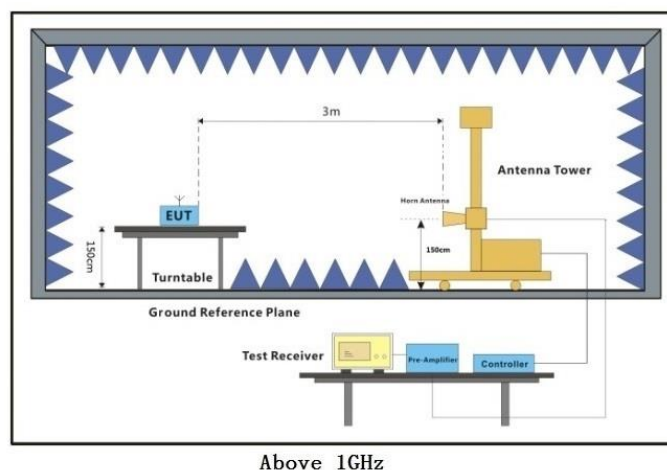 3m
Antenna Tower
Horn Antenna
EUT
150cm
150cm
Turntable
Ground Reference Plane
Test Receiver
Pre-Amplifier
Controller
Above 1GHz